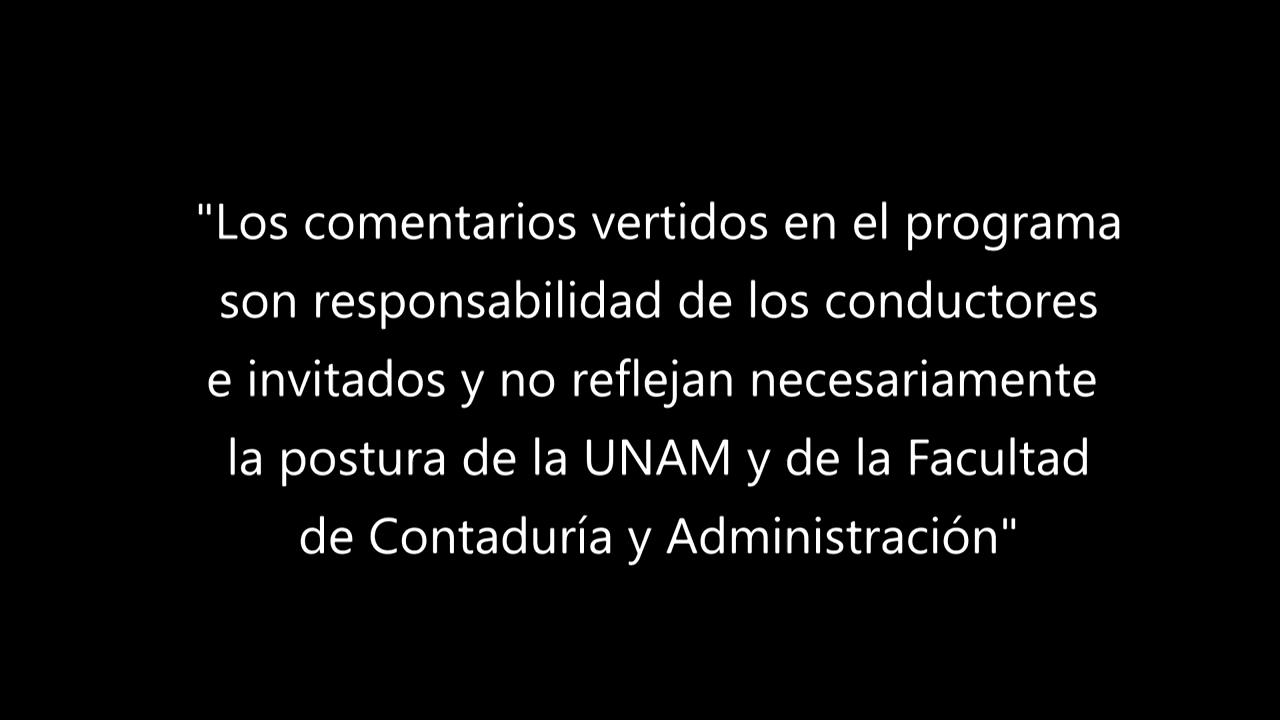 "Los comentarios vertidos en el programa
son responsabilidad de los conductores
e invitados y no reflejan necesariamente
la postura de la UNAM y de la Facultad
de Contaduría y Administración"